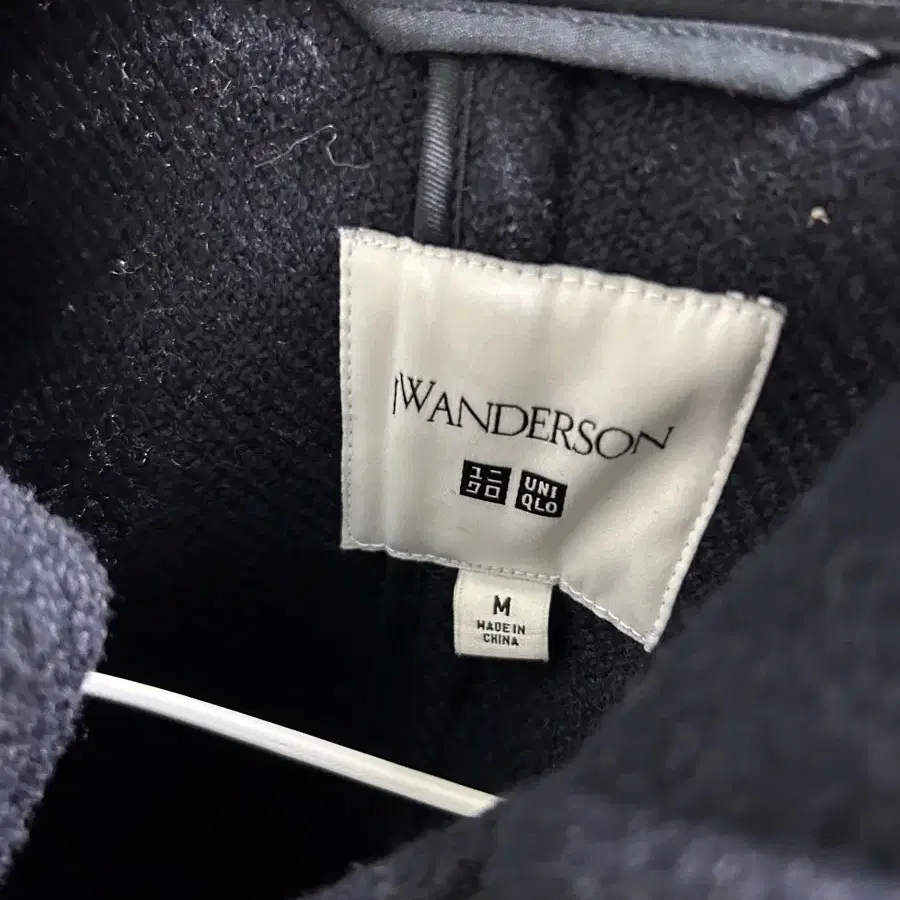 JWANDERSON
ユニ UNI
クロ QLO
M
MADE IN
CHINA